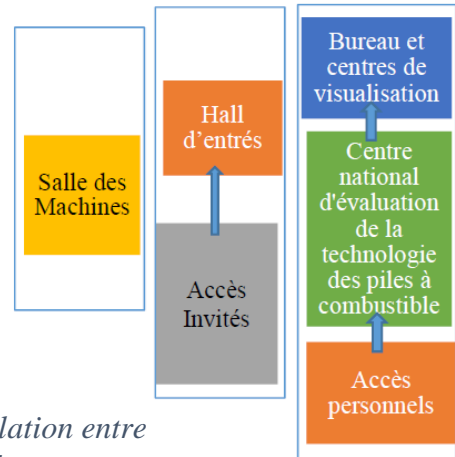 Salle des
Machines
Hall
d'entrés
Accès
Invités
Bureau et
centres de
visualisation
Centre
national
d'évaluation
de la
technologie
des piles à
combustible
Accès
personnels
lation entre